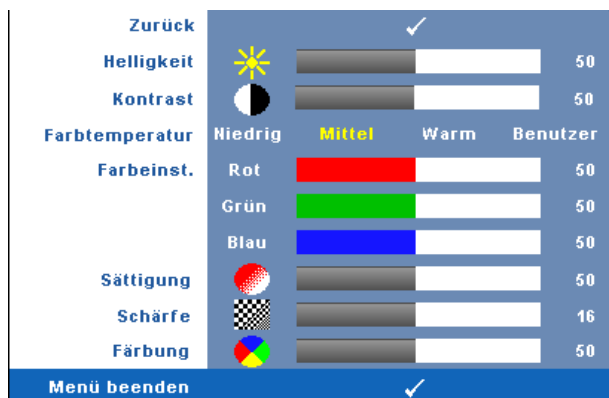 Zurück
Helligkeit 50
Kontrast 50
Farbtemperatur Niedrig Mittel Warm Benutzer
Farbeinst. Rot 50
Grün 50
Blau 50
Sättigung 50
Schärfe 16
Färbung 50
Menü beenden